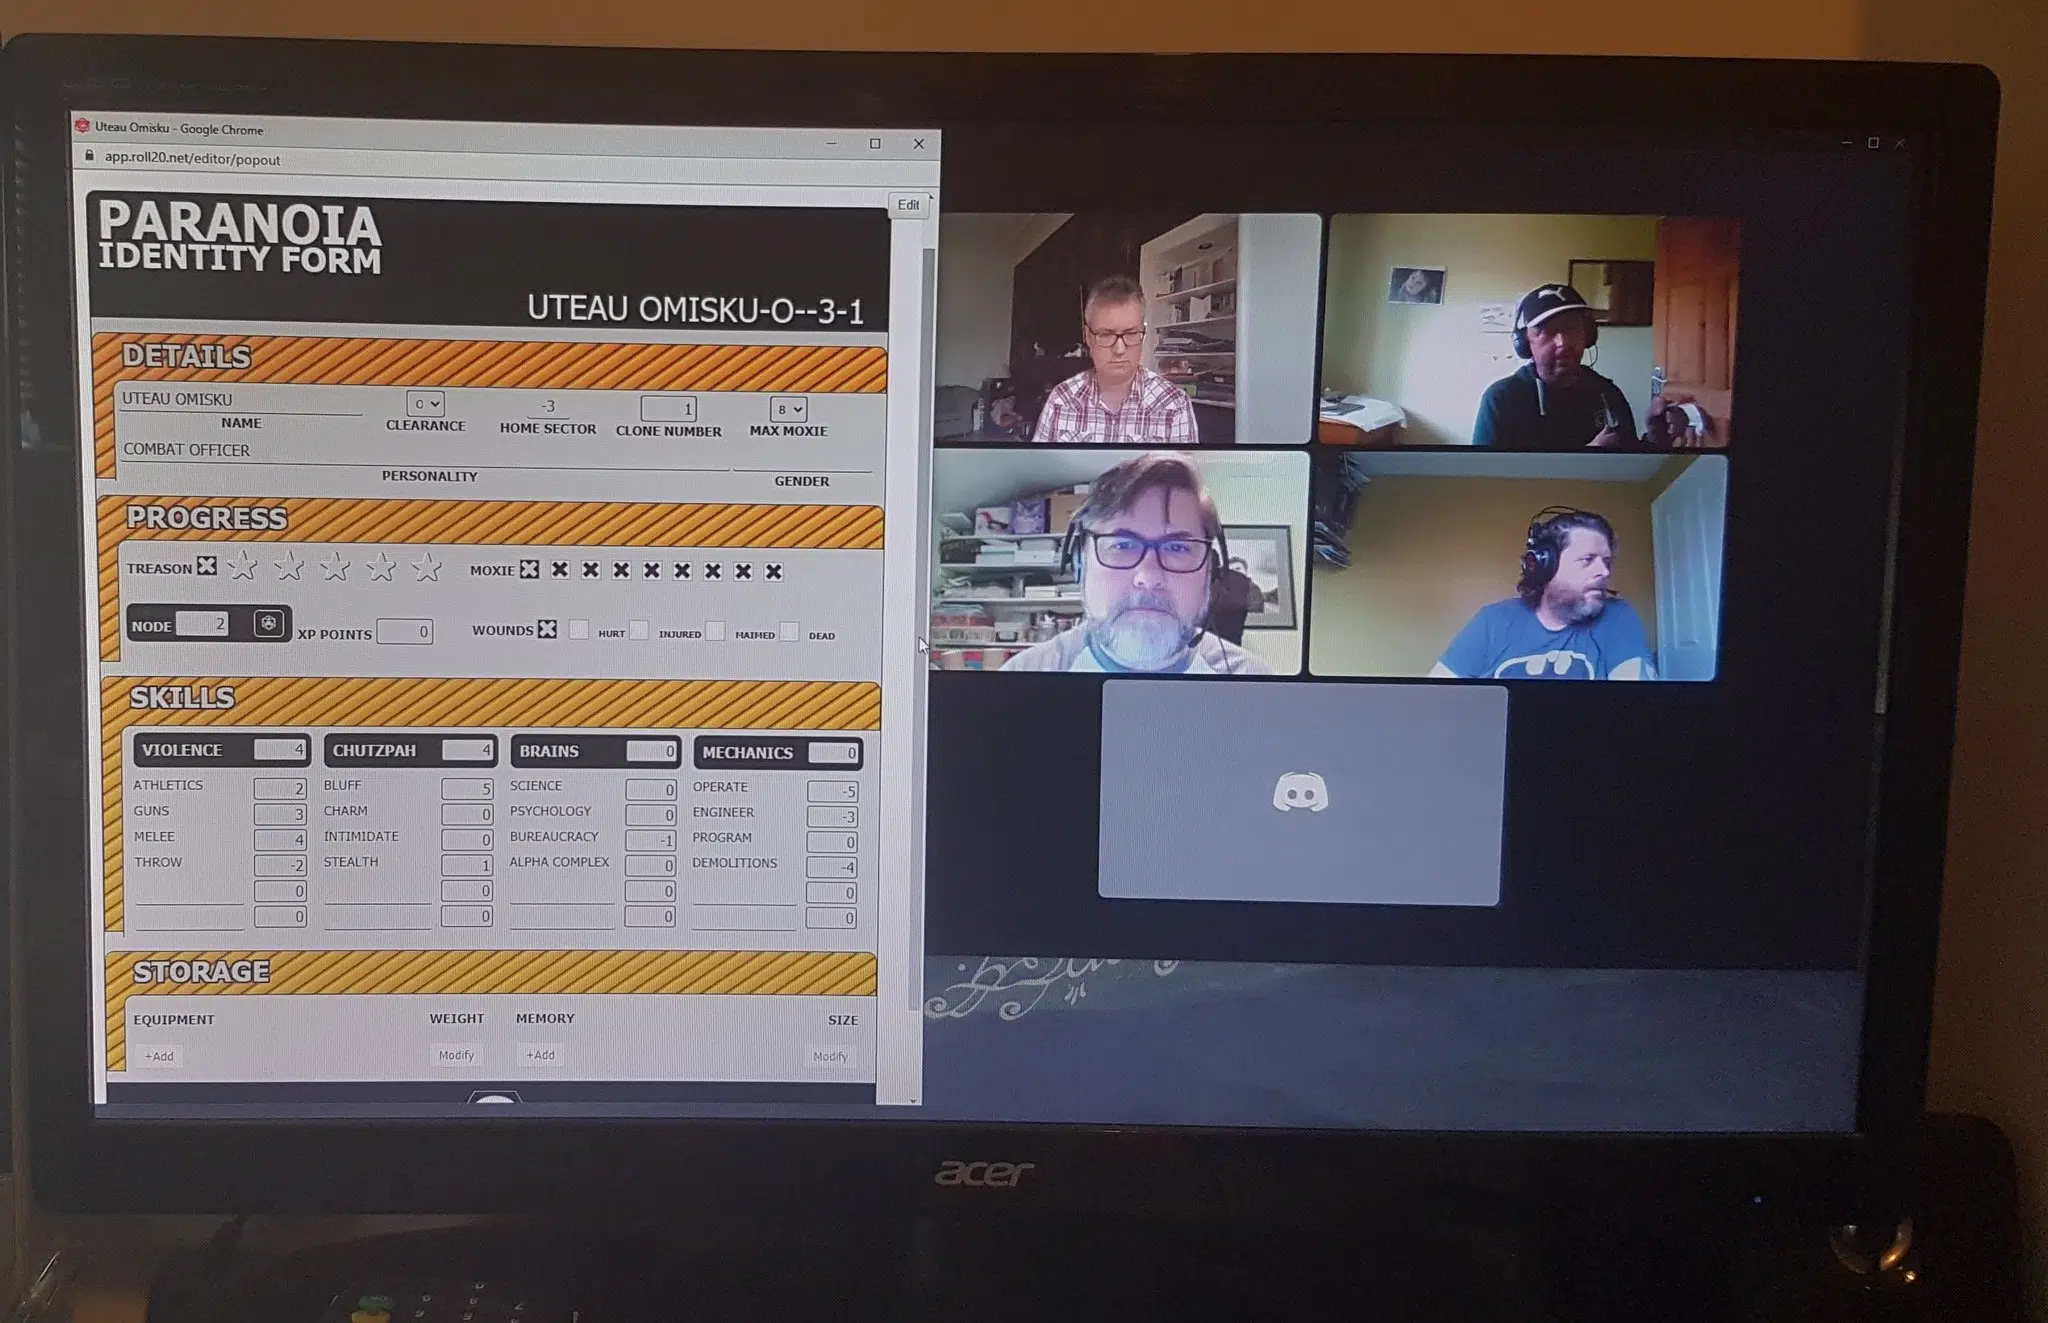 Uteau Omisku - Google Chrome
app.roll20.net/editor/popout
Edit
PARANOIA
IDENTITY FORM
UTEAU OMISKU-O--3-1
DETAILS
UTEAU OMISKU
NAME
O
CLEARANCE
-3
HOME SECTOR
1
CLONE NUMBER
8
MAX MOXIE
COMBAT OFFICER
PERSONALITY
GENDER
PROGRESS
TREASON MOXIE
NODE 2 XP POINTS 0 WOUNDS HURT INJURED MAIMED DEAD
SKILLS
VIOLENCE 4 CHUTZPAH 4 BRAINS 0 MECHANICS 0
ATHLETICS 2 BLUFF 5 SCIENCE 0 OPERATE -5
GUNS 3 CHARM 0 PSYCHOLOGY 0 ENGINEER -3
MELEE 4 INTIMIDATE 0 BUREAUCRACY -1 PROGRAM 0
THROW -2 STEALTH 1 ALPHA COMPLEX 0 DEMOLITIONS -4
0 0 0 0
0 0 0 0
STORAGE
EQUIPMENT WEIGHT MEMORY SIZE
+Add Modify +Add Modify
acer